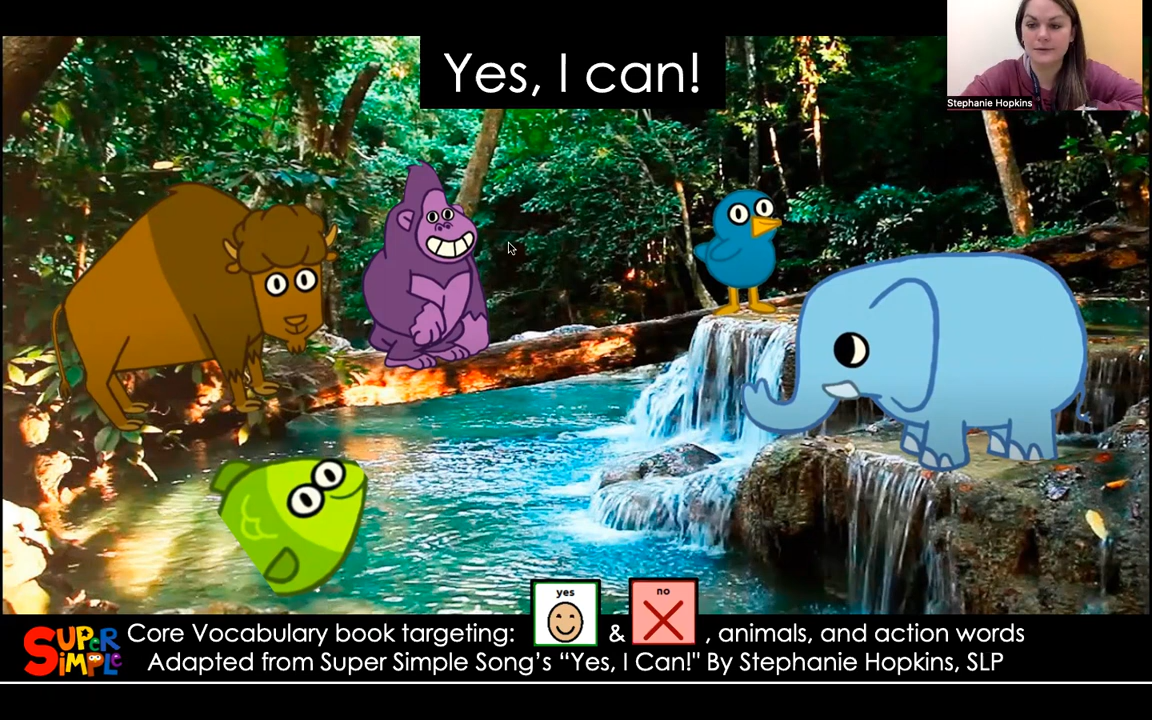 Yes, I can!
Stephanie Hopkins
yes
no
Core Vocabulary book targeting: & , animals, and action words
SUPER
SiMPLE
Adapted from Super Simple Song's “Yes, I Can!" By Stephanie Hopkins, SLP